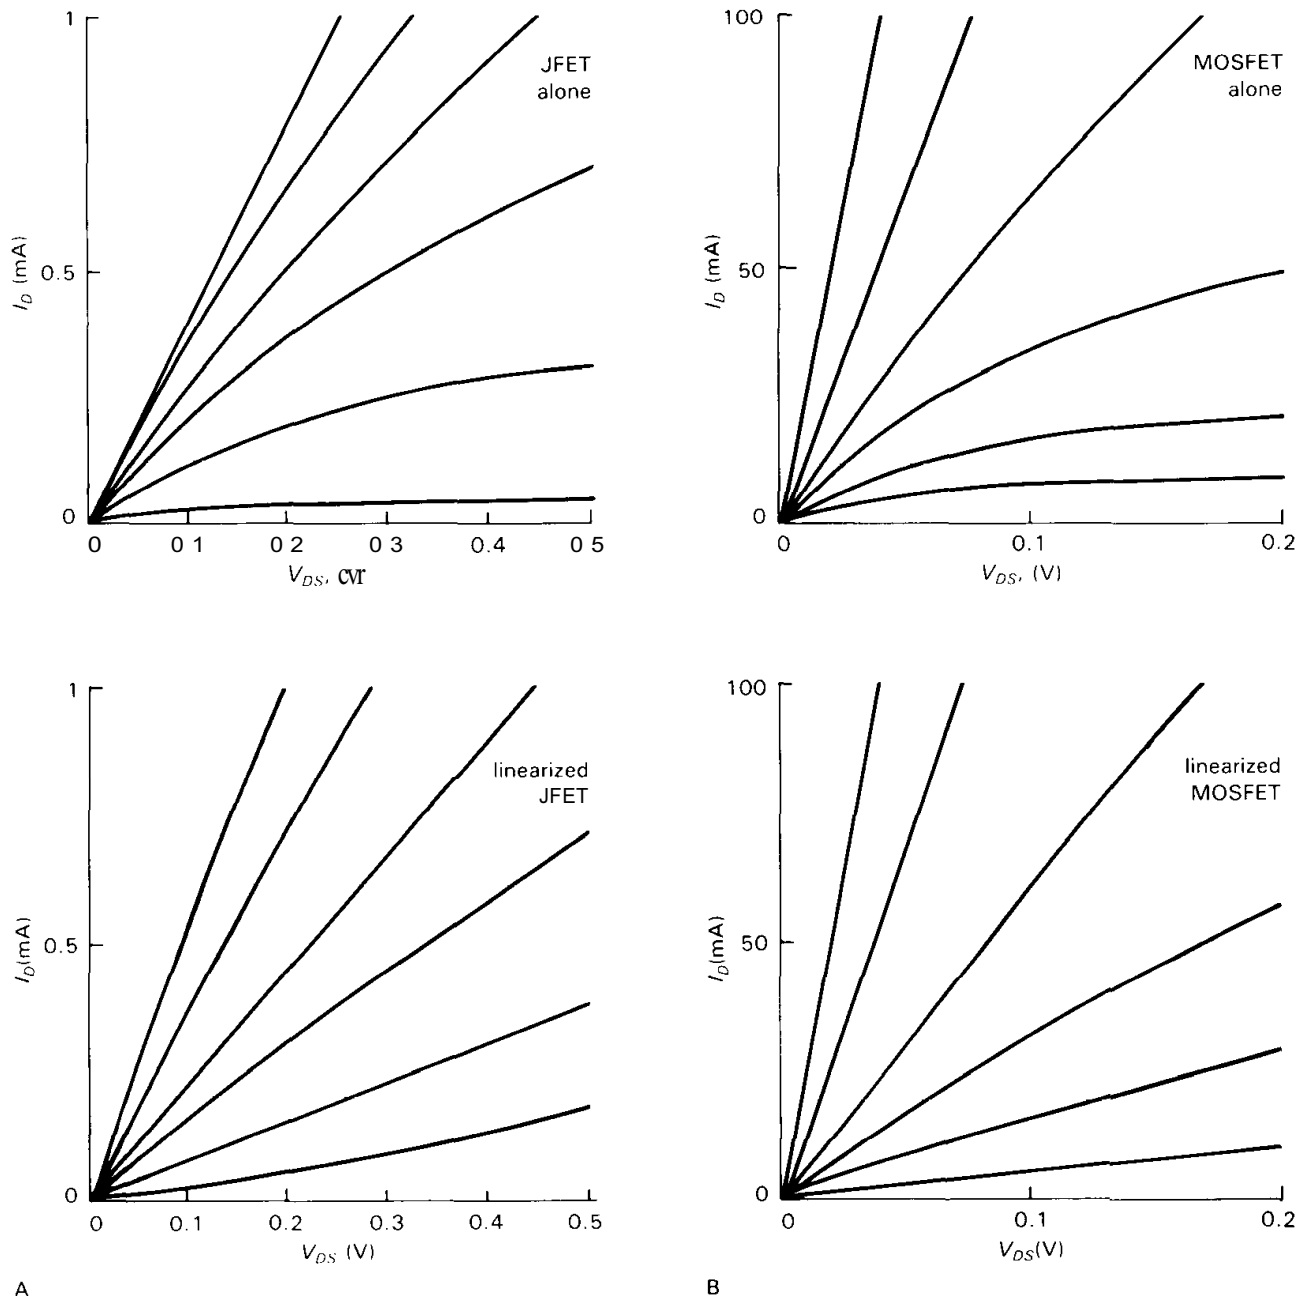 1
JFET
alone
I_D (mA)
0.5
0
0 0 1 0 2 0 3 0.4 0 5
V_DS, cvr
100
MOSFET
alone
I_D (mA)
50
0
0 0.1 0.2
V_DS, (V)
1
linearized
JFET
I_D(mA)
0.5
0
0 0.1 0.2 0.3 0.4 0.5
V_DS (V)
A
100
linearized
MOSFET
I_D(mA)
50
0
0 0.1 0.2
V_DS(V)
B